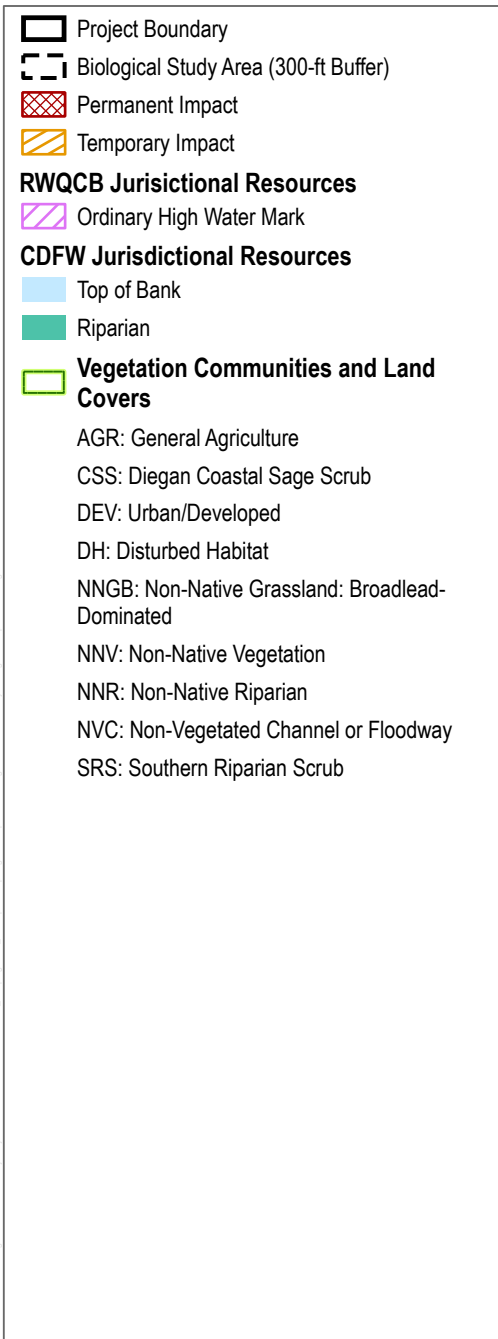 Project Boundary
Biological Study Area (300-ft Buffer)
Permanent Impact
Temporary Impact
RWQCB Jurisictional Resources
Ordinary High Water Mark
CDFW Jurisdictional Resources
Top of Bank
Riparian
Vegetation Communities and Land
Covers
AGR: General Agriculture
CSS: Diegan Coastal Sage Scrub
DEV: Urban/Developed
DH: Disturbed Habitat
NNGB: Non-Native Grassland: Broadlead-
Dominated
NNV: Non-Native Vegetation
NNR: Non-Native Riparian
NVC: Non-Vegetated Channel or Floodway
SRS: Southern Riparian Scrub